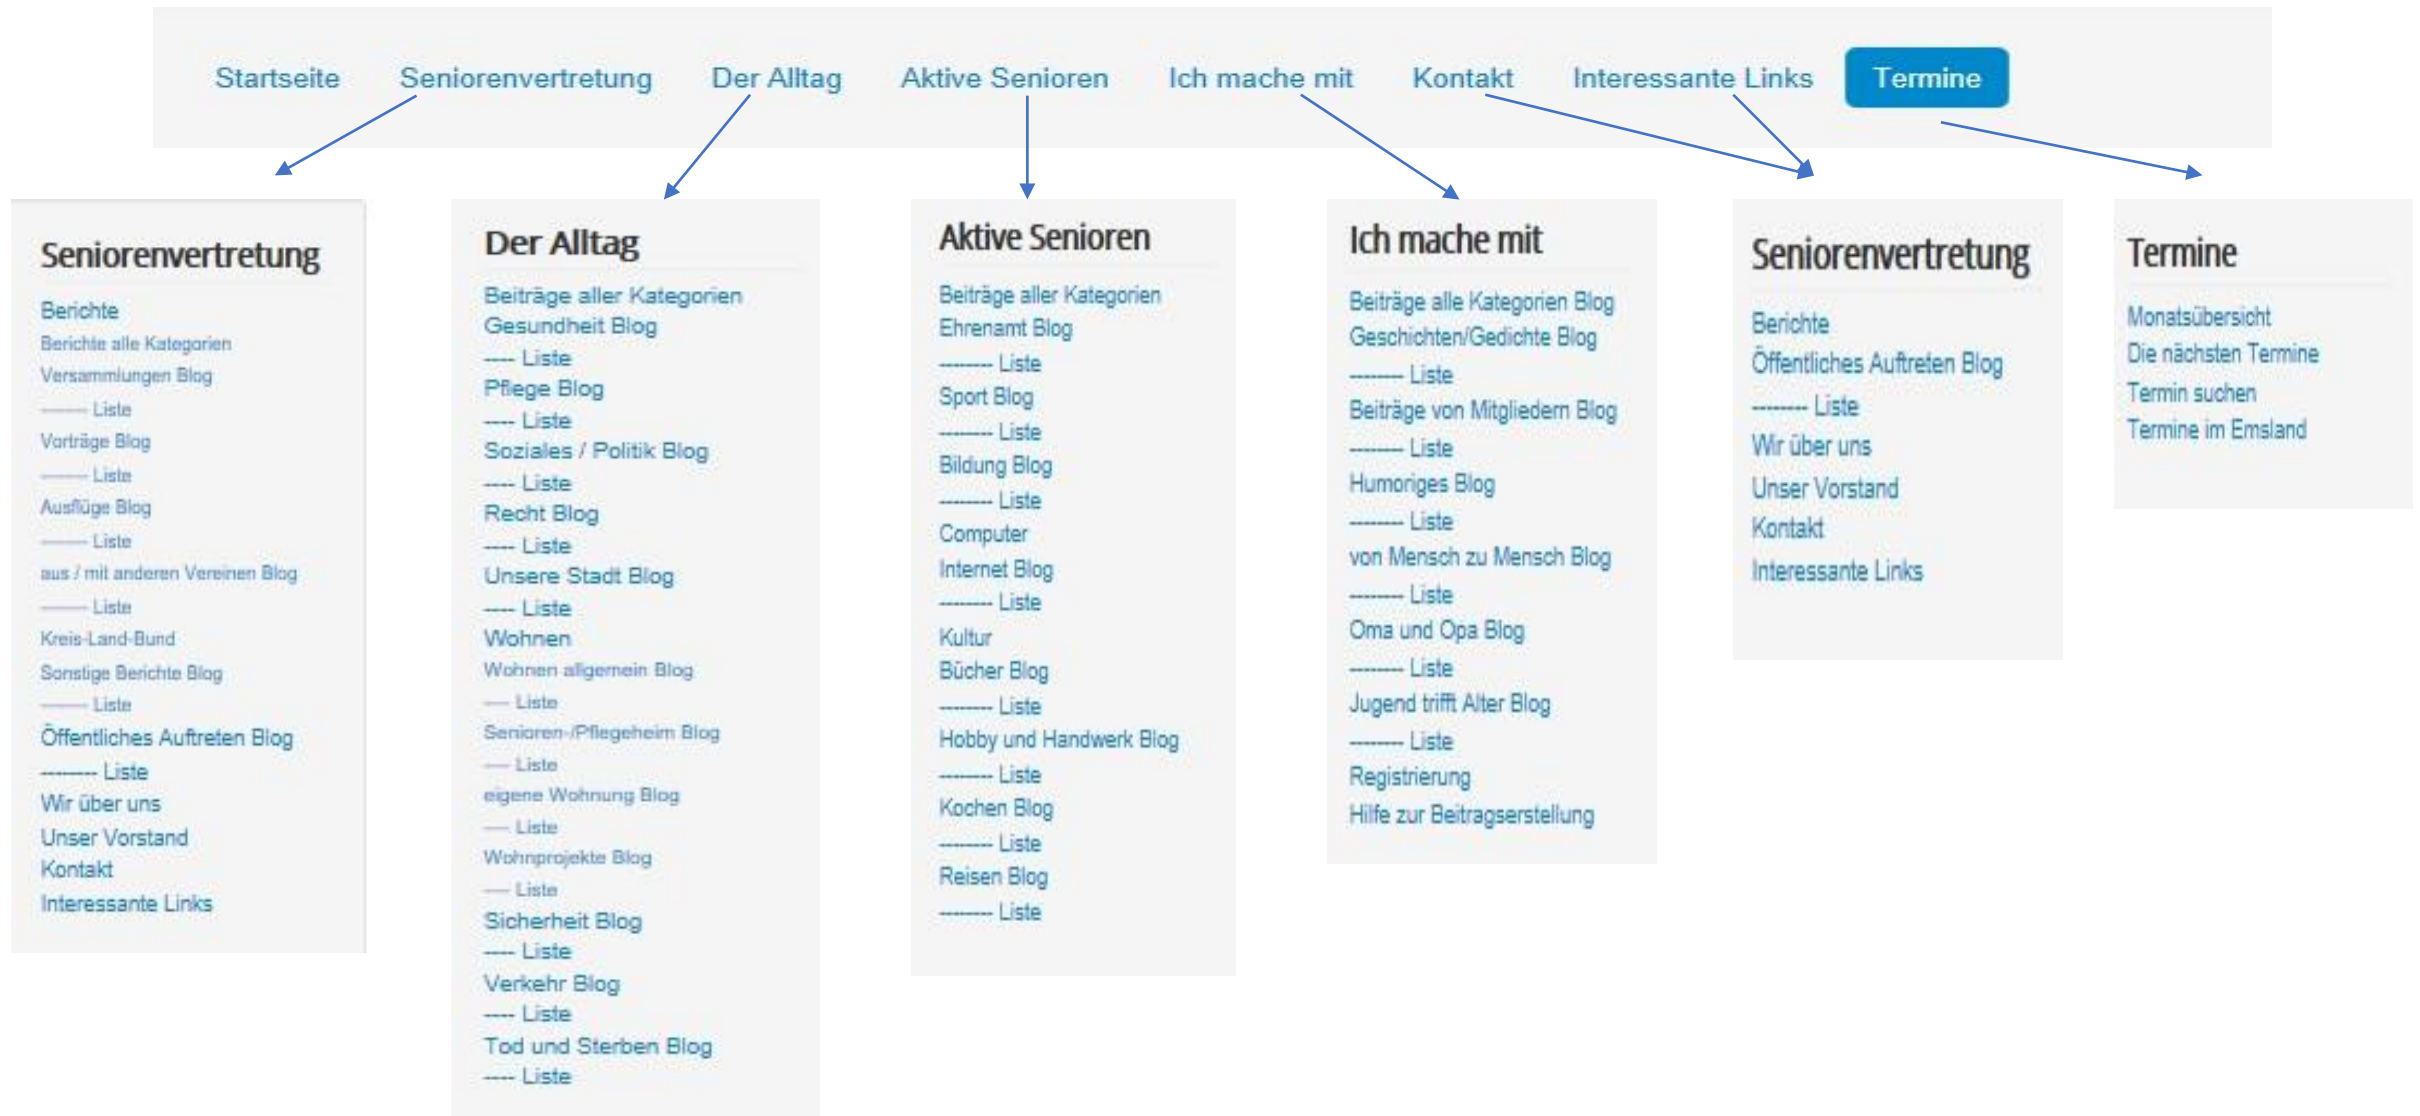 Startseite Seniorenvertretung Der Alltag Aktive Senioren Ich mache mit Kontakt Interessante Links Termine
Seniorenvertretung
Berichte
Berichte alle Kategorien
Versammlungen Blog
-------- Liste
Vorträge Blog
-------- Liste
Ausflüge Blog
-------- Liste
aus / mit anderen Vereinen Blog
-------- Liste
Kreis-Land-Bund
Sonstige Berichte Blog
-------- Liste
Öffentliches Auftreten Blog
-------- Liste
Wir über uns
Unser Vorstand
Kontakt
Interessante Links
Der Alltag
Beiträge aller Kategorien
Gesundheit Blog
---- Liste
Pflege Blog
---- Liste
Soziales / Politik Blog
---- Liste
Recht Blog
---- Liste
Unsere Stadt Blog
---- Liste
Wohnen
Wohnen allgemein Blog
---- Liste
Senioren-/Pflegeheim Blog
---- Liste
eigene Wohnung Blog
---- Liste
Wohnprojekte Blog
---- Liste
Sicherheit Blog
---- Liste
Verkehr Blog
---- Liste
Tod und Sterben Blog
---- Liste
Aktive Senioren
Beiträge aller Kategorien
Ehrenamt Blog
-------- Liste
Sport Blog
-------- Liste
Bildung Blog
-------- Liste
Computer
Internet Blog
-------- Liste
Kultur
Bücher Blog
-------- Liste
Hobby und Handwerk Blog
-------- Liste
Kochen Blog
-------- Liste
Reisen Blog
-------- Liste
Ich mache mit
Beiträge alle Kategorien Blog
Geschichten/Gedichte Blog
-------- Liste
Beiträge von Mitgliedern Blog
-------- Liste
Humoriges Blog
-------- Liste
von Mensch zu Mensch Blog
-------- Liste
Oma und Opa Blog
-------- Liste
Jugend trifft Alter Blog
-------- Liste
Registrierung
Hilfe zur Beitragserstellung
Seniorenvertretung
Berichte
Öffentliches Auftreten Blog
-------- Liste
Wir über uns
Unser Vorstand
Kontakt
Interessante Links
Termine
Monatsübersicht
Die nächsten Termine
Termin suchen
Termine im Emsland